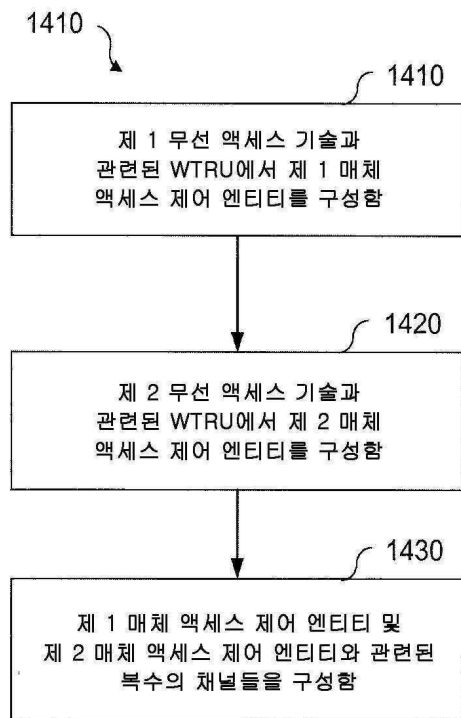 1410
1410
제 1 무선 액세스 기술과
관련된 WTRU에서 제 1 매체
액세스 제어 엔티티를 구성함
1420
제 2 무선 액세스 기술과
관련된 WTRU에서 제 2 매체
액세스 제어 엔티티를 구성함
1430
제 1 매체 액세스 제어 엔티티 및
제 2 매체 액세스 제어 엔티티와 관련된
복수의 채널들을 구성함